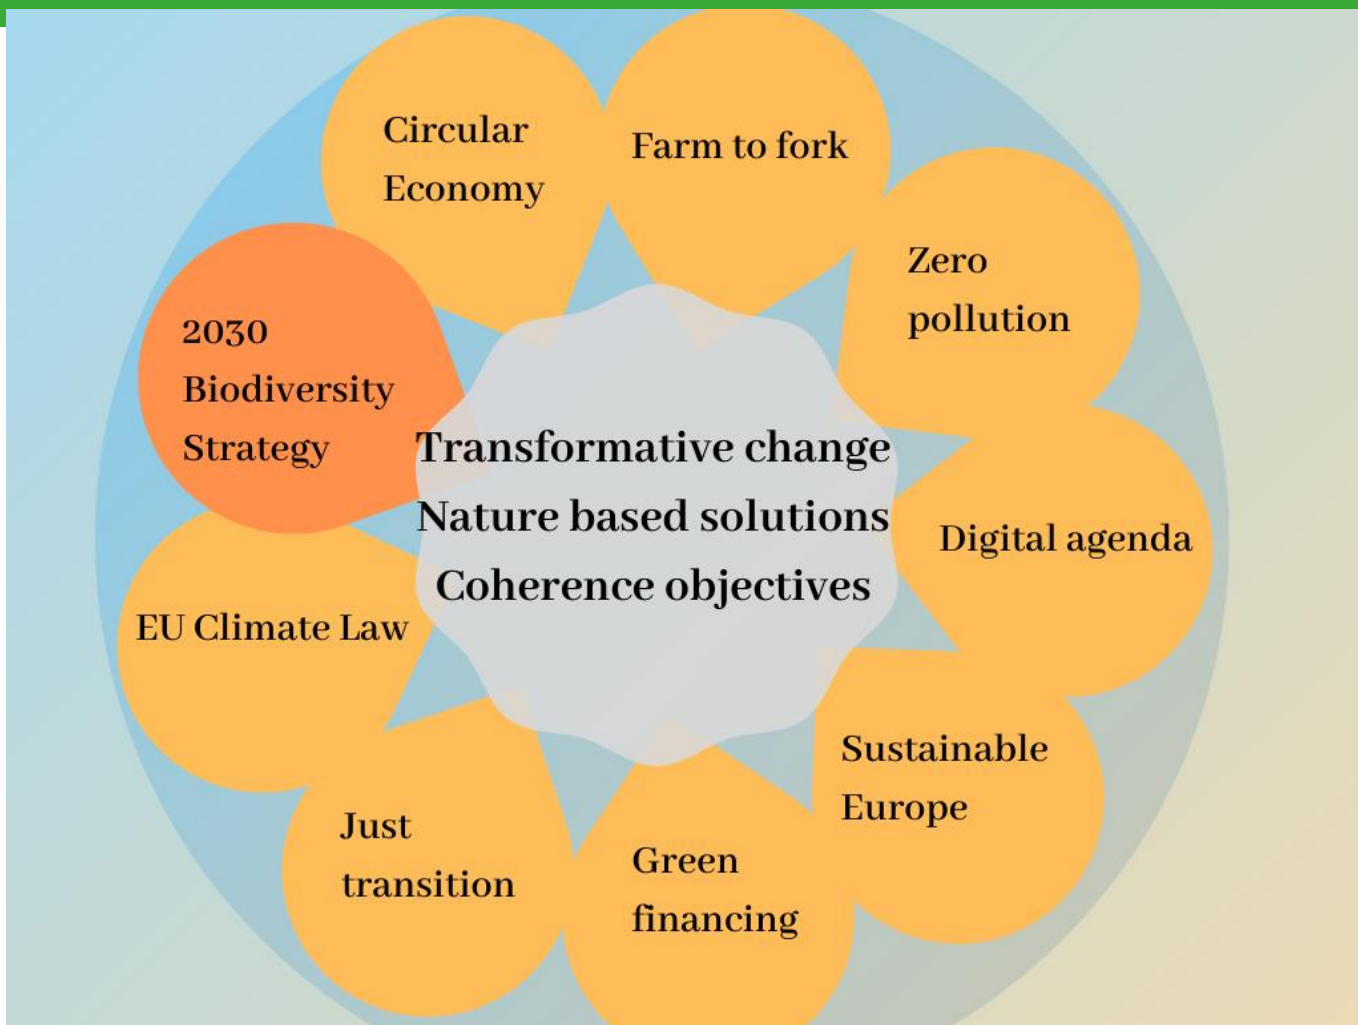 Circular
Economy
Farm to fork
Zero
pollution
2030
Biodiversity
Strategy
Transformative change
Nature based solutions
Coherence objectives
Digital agenda
EU Climate Law
Sustainable
Europe
Just
transition
Green
financing